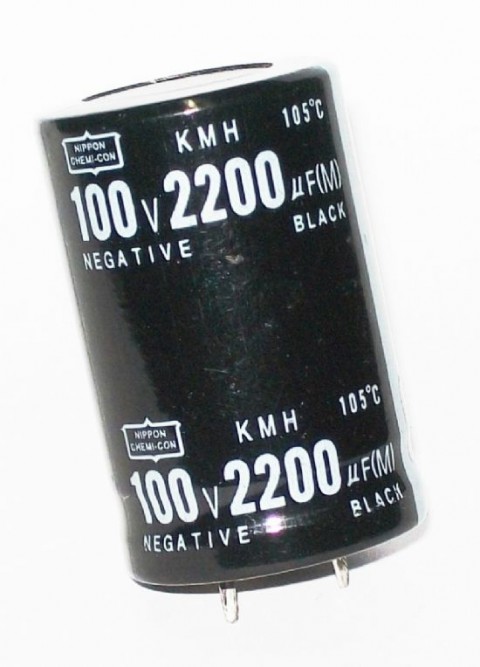 NIPPON
CHEMI-CON
KMH 105°C
100V 2200μF(M)
NEGATIVE BLACK
NIPPON
CHEMI-CON
KMH 105°C
100V 2200μF(M)
NEGATIVE BLACK